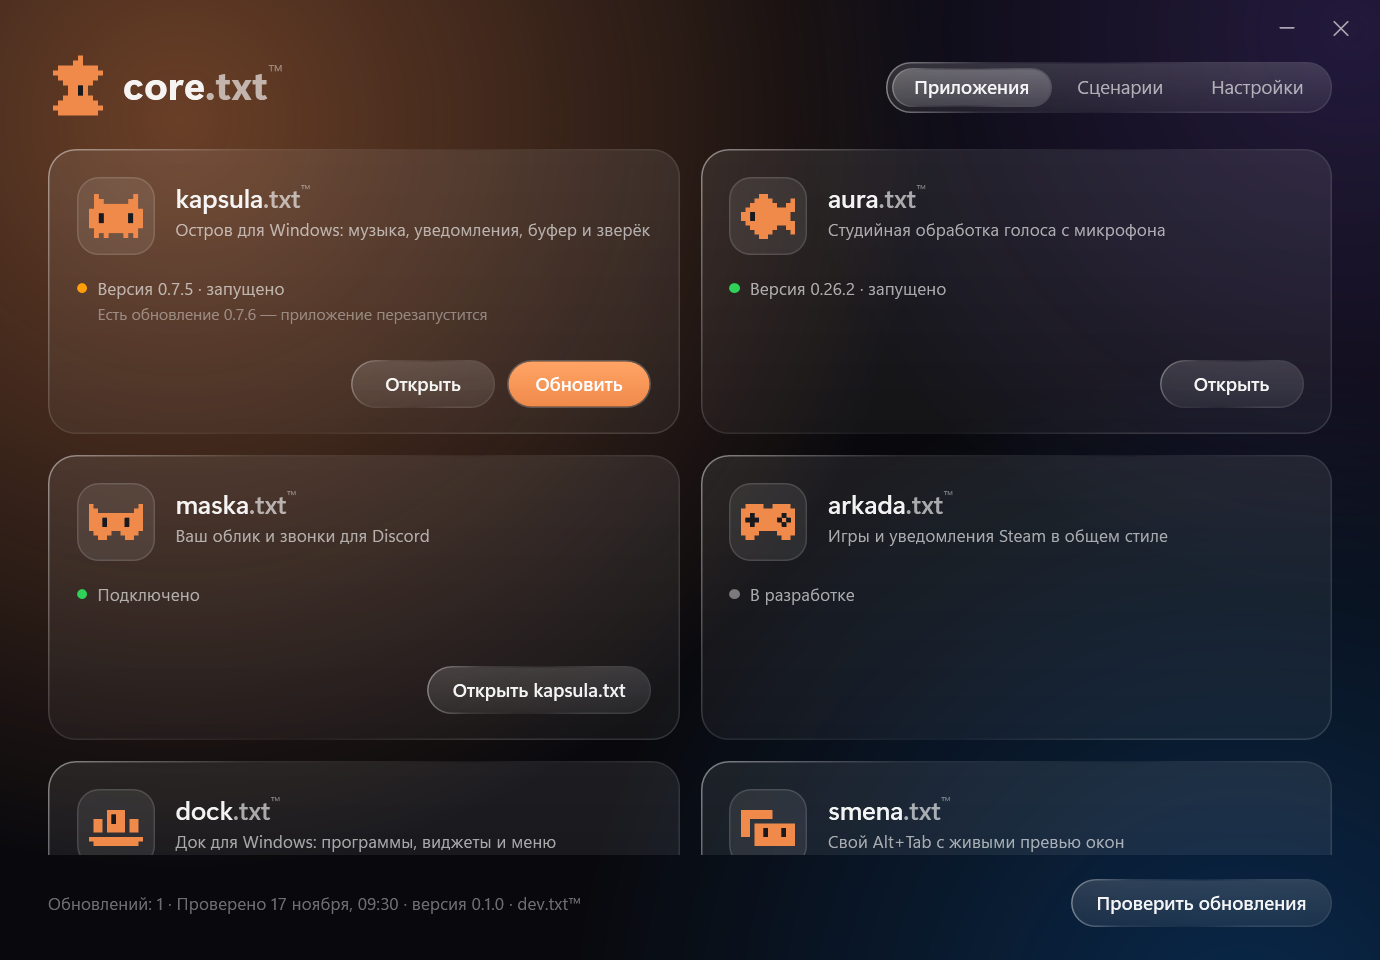 core.txt™
Приложения
Сценарии
Настройки
kapsula.txt™
Остров для Windows: музыка, уведомления, буфер и зверёк
Версия 0.7.5 · запущено
Есть обновление 0.7.6 — приложение перезапустится
Открыть
Обновить
aura.txt™
Студийная обработка голоса с микрофона
Версия 0.26.2 · запущено
Открыть
maska.txt™
Ваш облик и звонки для Discord
Подключено
Открыть kapsula.txt
arkada.txt™
Игры и уведомления Steam в общем стиле
В разработке
dock.txt™
Док для Windows: программы, виджеты и меню
smena.txt™
Свой Alt+Tab с живыми превью окон
Обновлений: 1 · Проверено 17 ноября, 09:30 · версия 0.1.0 · dev.txt™
Проверить обновления